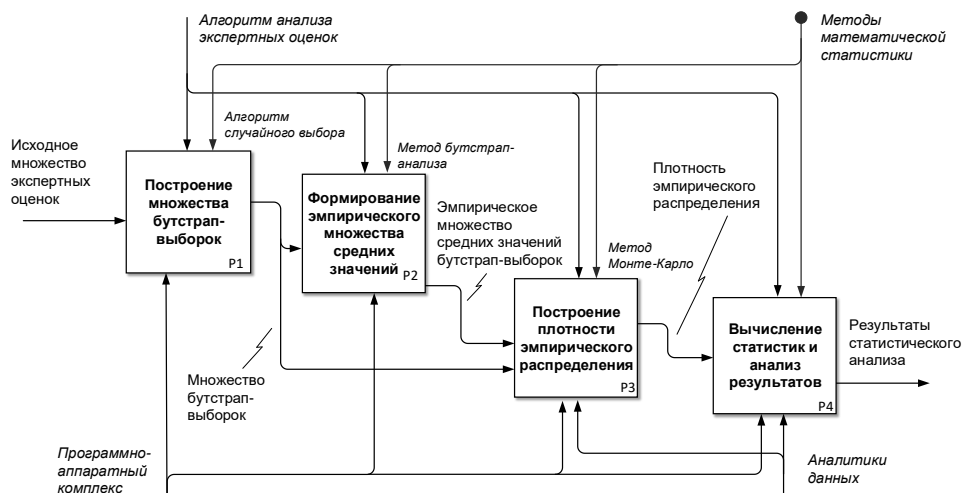 Алгоритм анализа
экспертных оценок
Методы
математической
статистики
Алгоритм
случайного выбора
Исходное
множество
экспертных
оценок
Метод бутстрап-
анализа
Построение
множества
бутстрап-
выборок
P1
Формирование
эмпирического
множества
средних
значений
P2
Эмпирическое
множество
средних значений
бутстрап-выборок
Плотность
эмпирического
распределения
Метод
Монте-Карло
Построение
плотности
эмпирического
распределения
P3
Вычисление
статистик и
анализ
результатов
P4
Результаты
статистического
анализа
Множество
бутстрап-
выборок
Программно-
аппаратный
комплекс
Аналитики
данных